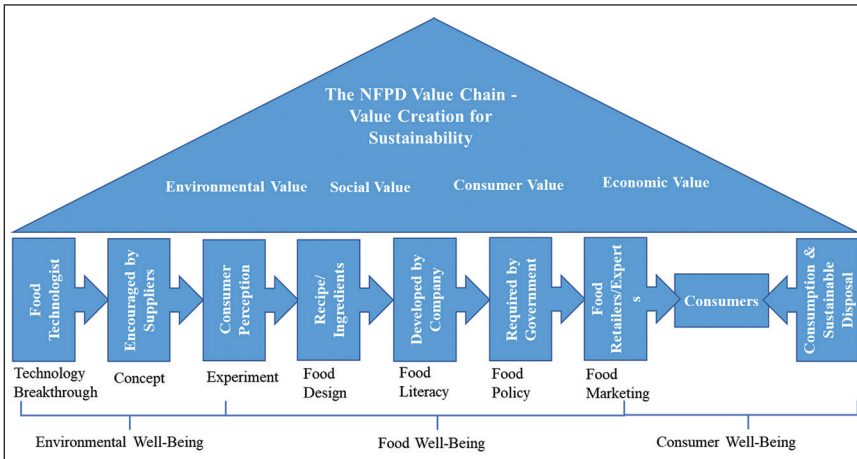 The NFPD Value Chain -
Value Creation for
Sustainability
Environmental Value
Social Value
Consumer Value
Economic Value
Food
Technologist
Encouraged by
Suppliers
Consumer
Perception
Recipe/
Ingredients
Developed by
Company
Required by
Government
Food
Retailers/Expert
s
Consumers
Consumption &
Sustainable
Disposal
Technology
Breakthrough
Concept
Experiment
Food
Design
Food
Literacy
Food
Policy
Food
Marketing
Environmental Well-Being
Food Well-Being
Consumer Well-Being